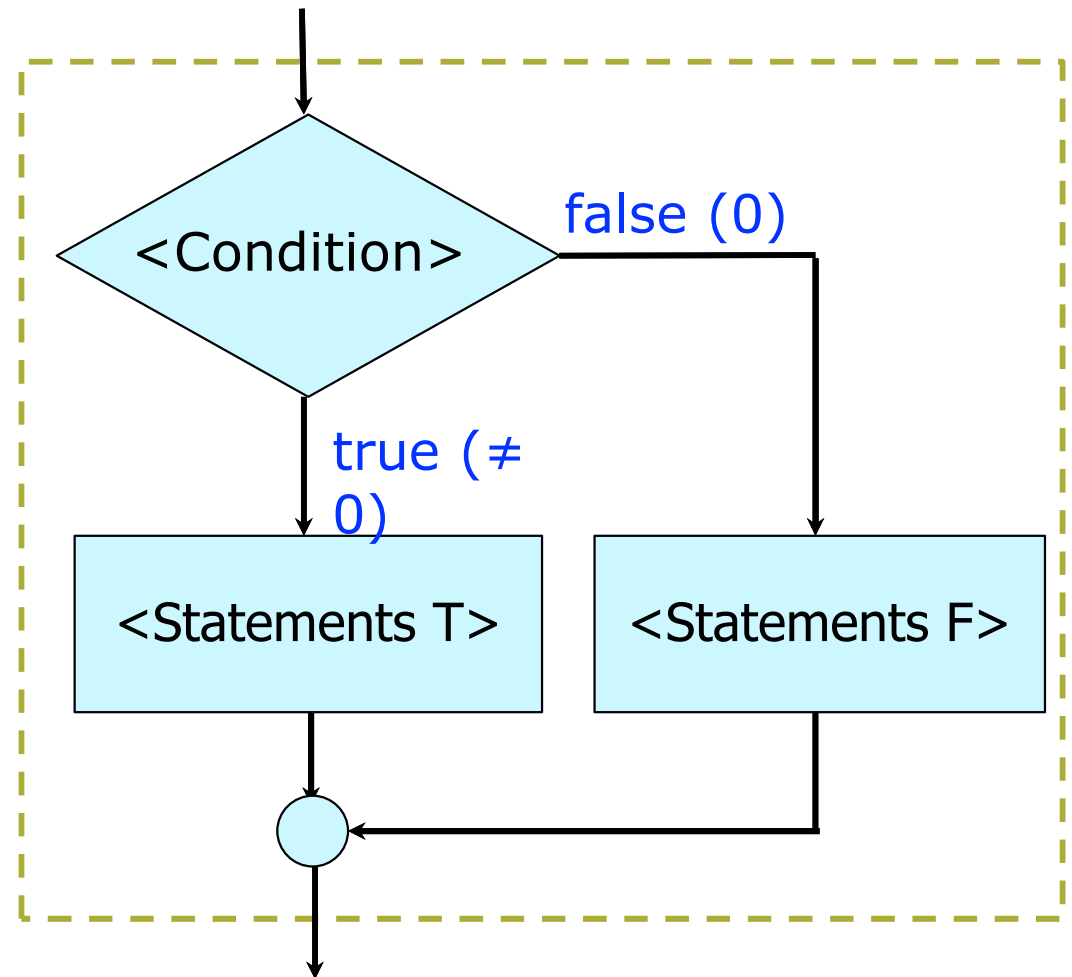 false (0)
<Condition>
true (≠
0)
<Statements T>
<Statements F>